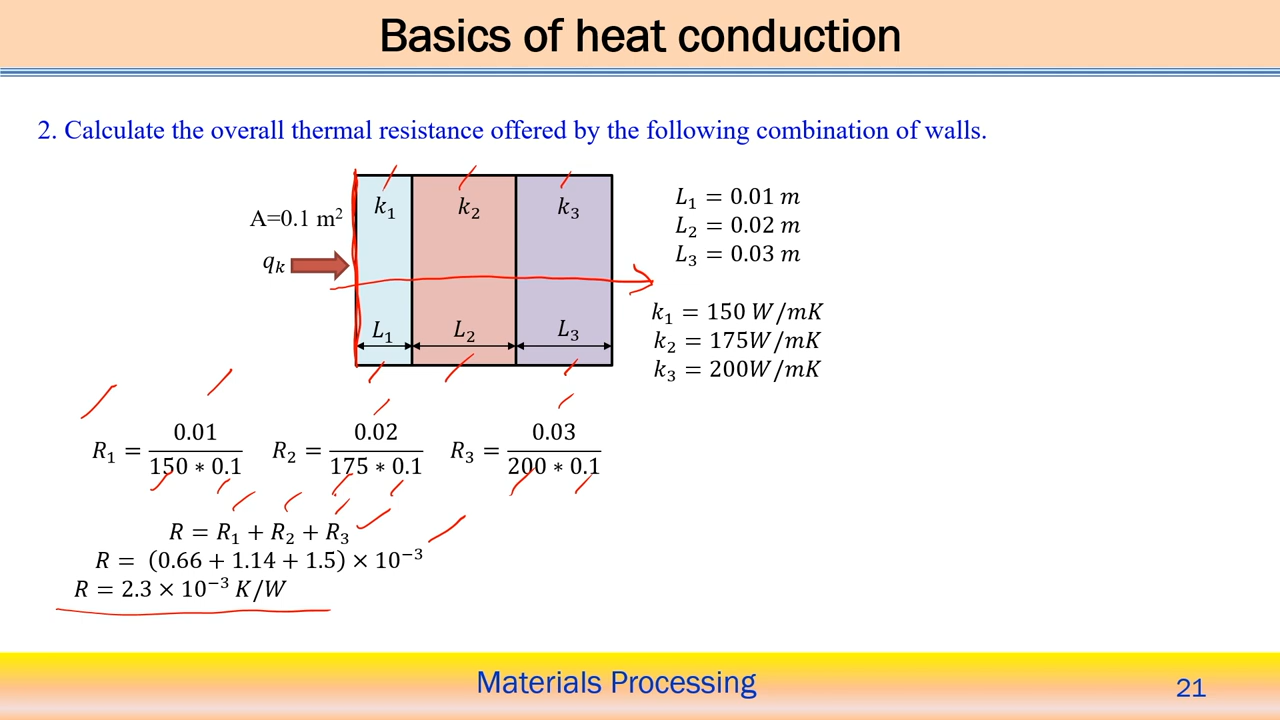 Basics of heat conduction
2. Calculate the overall thermal resistance offered by the following combination of walls.
A=0.1 m²
q_k
k₁ k₂ k₃
L₁ L₂ L₃
L₁ = 0.01 m
L₂ = 0.02 m
L₃ = 0.03 m
k₁ = 150 W/mK
k₂ = 175W/mK
k₃ = 200W/mK
R₁ = 0.01/(150 ∗ 0.1) R₂ = 0.02/(175 ∗ 0.1) R₃ = 0.03/(200 ∗ 0.1)
R = R₁ + R₂ + R₃
R = (0.66 + 1.14 + 1.5) × 10⁻³
R = 2.3 × 10⁻³ K/W
Materials Processing
21